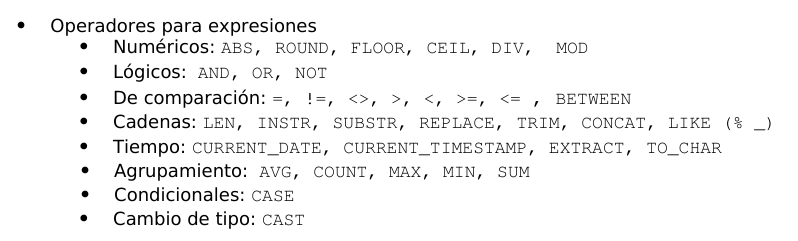 • Operadores para expresiones
• Numéricos: ABS, ROUND, FLOOR, CEIL, DIV, MOD
• Lógicos: AND, OR, NOT
• De comparación: =, !=, <>, >, <, >=, <= , BETWEEN
• Cadenas: LEN, INSTR, SUBSTR, REPLACE, TRIM, CONCAT, LIKE (% _)
• Tiempo: CURRENT_DATE, CURRENT_TIMESTAMP, EXTRACT, TO_CHAR
• Agrupamiento: AVG, COUNT, MAX, MIN, SUM
• Condicionales: CASE
• Cambio de tipo: CAST